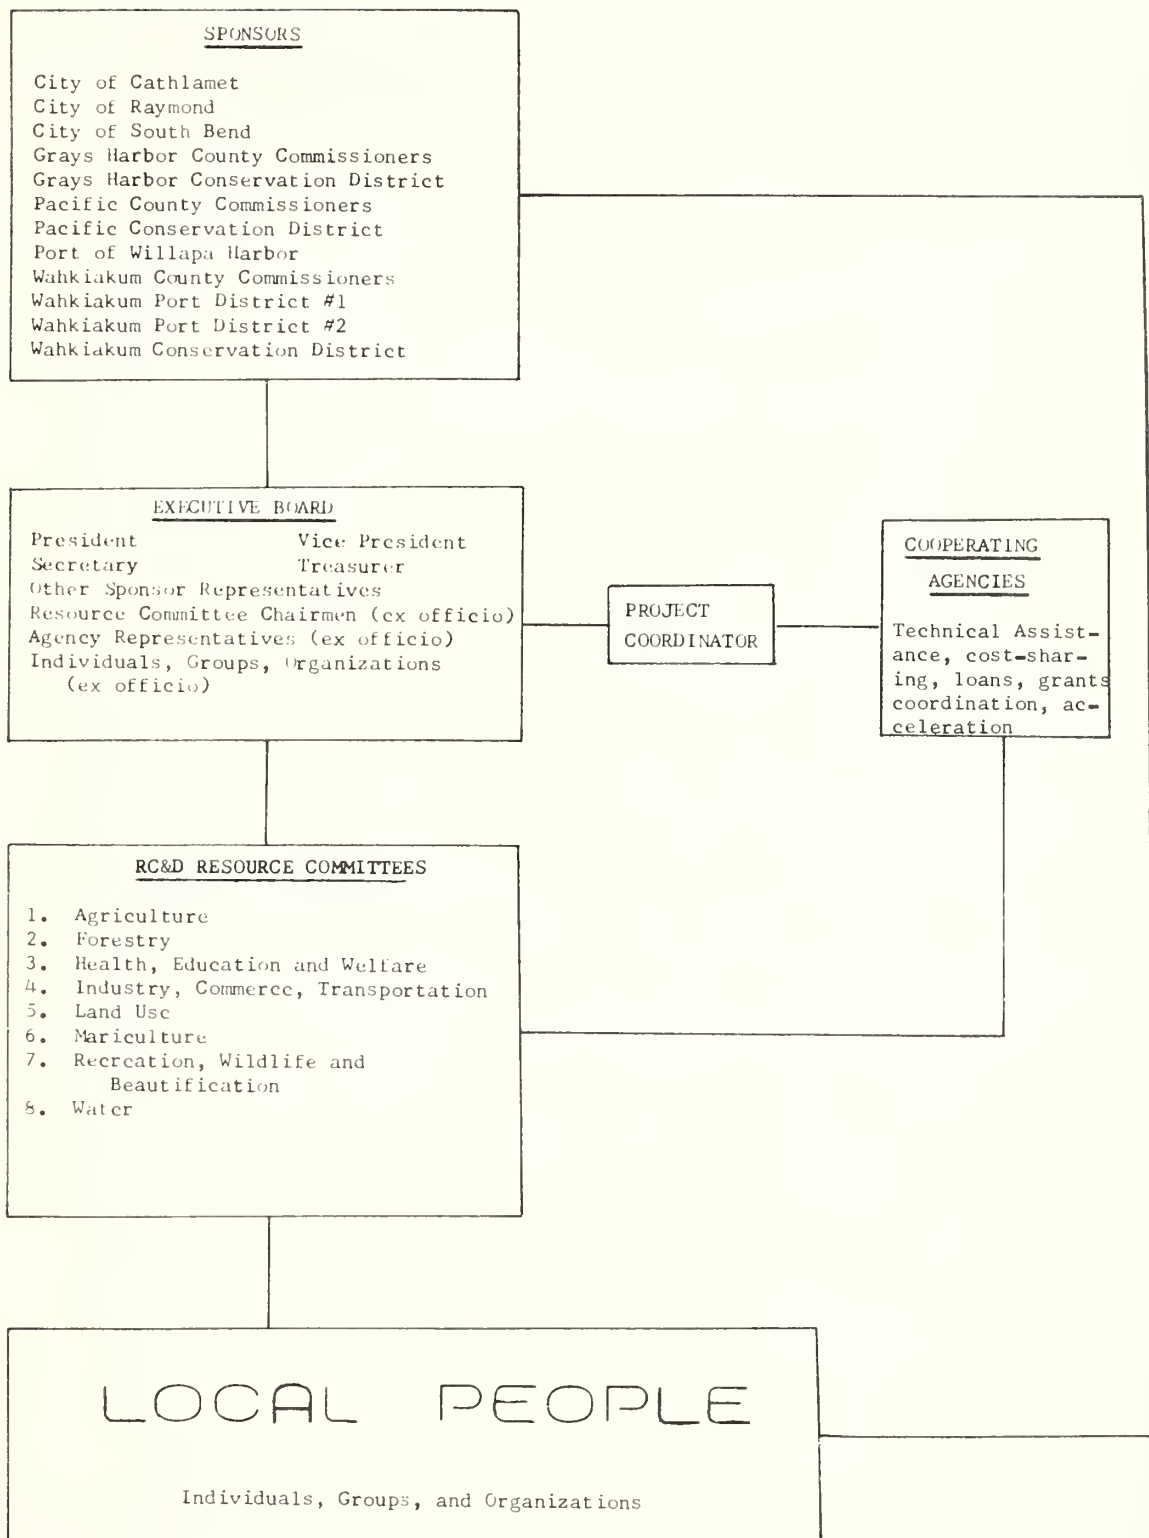 SPONSORS
City of Cathlamet
City of Raymond
City of South Bend
Grays Harbor County Commissioners
Grays Harbor Conservation District
Pacific County Commissioners
Pacific Conservation District
Port of Willapa Harbor
Wahkiakum County Commissioners
Wahkiakum Port District #1
Wahkiakum Port District #2
Wahkiakum Conservation District
EXECUTIVE BOARD
President Vice President
Secretary Treasurer
Other Sponsor Representatives
Resource Committee Chairmen (ex officio)
Agency Representatives (ex officio)
Individuals, Groups, Organizations
(ex officio)
PROJECT
COORDINATOR
COOPERATING
AGENCIES
Technical Assist-
ance, cost-shar-
ing, loans, grants
coordination, ac-
celeration
RC&D RESOURCE COMMITTEES
1. Agriculture
2. Forestry
3. Health, Education and Welfare
4. Industry, Commerce, Transportation
5. Land Use
6. Mariculture
7. Recreation, Wildlife and
Beautification
8. Water
LOCAL PEOPLE
Individuals, Groups, and Organizations